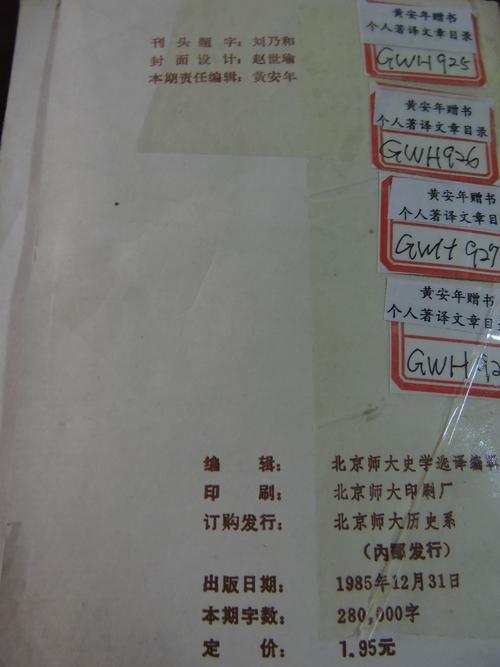 刊头题字：刘乃和
封面设计：赵世瑜
本期责任编辑：黄安年
黄安年赠书
个人著译文章目录
GWH925
黄安年赠书
个人著译文章目录
GWH926
黄安年赠书
个人著译文章目
GWH927
黄安年赠书
个人著译文章目录
GWH92
编　　辑：　北京师大史学选译编
印　　刷：　北京师大印刷厂
订购发行：　北京师大历史系
（内部发行）
出版日期：　1985年12月31日
本期字数：　280,000字
定　　价：　1.95元